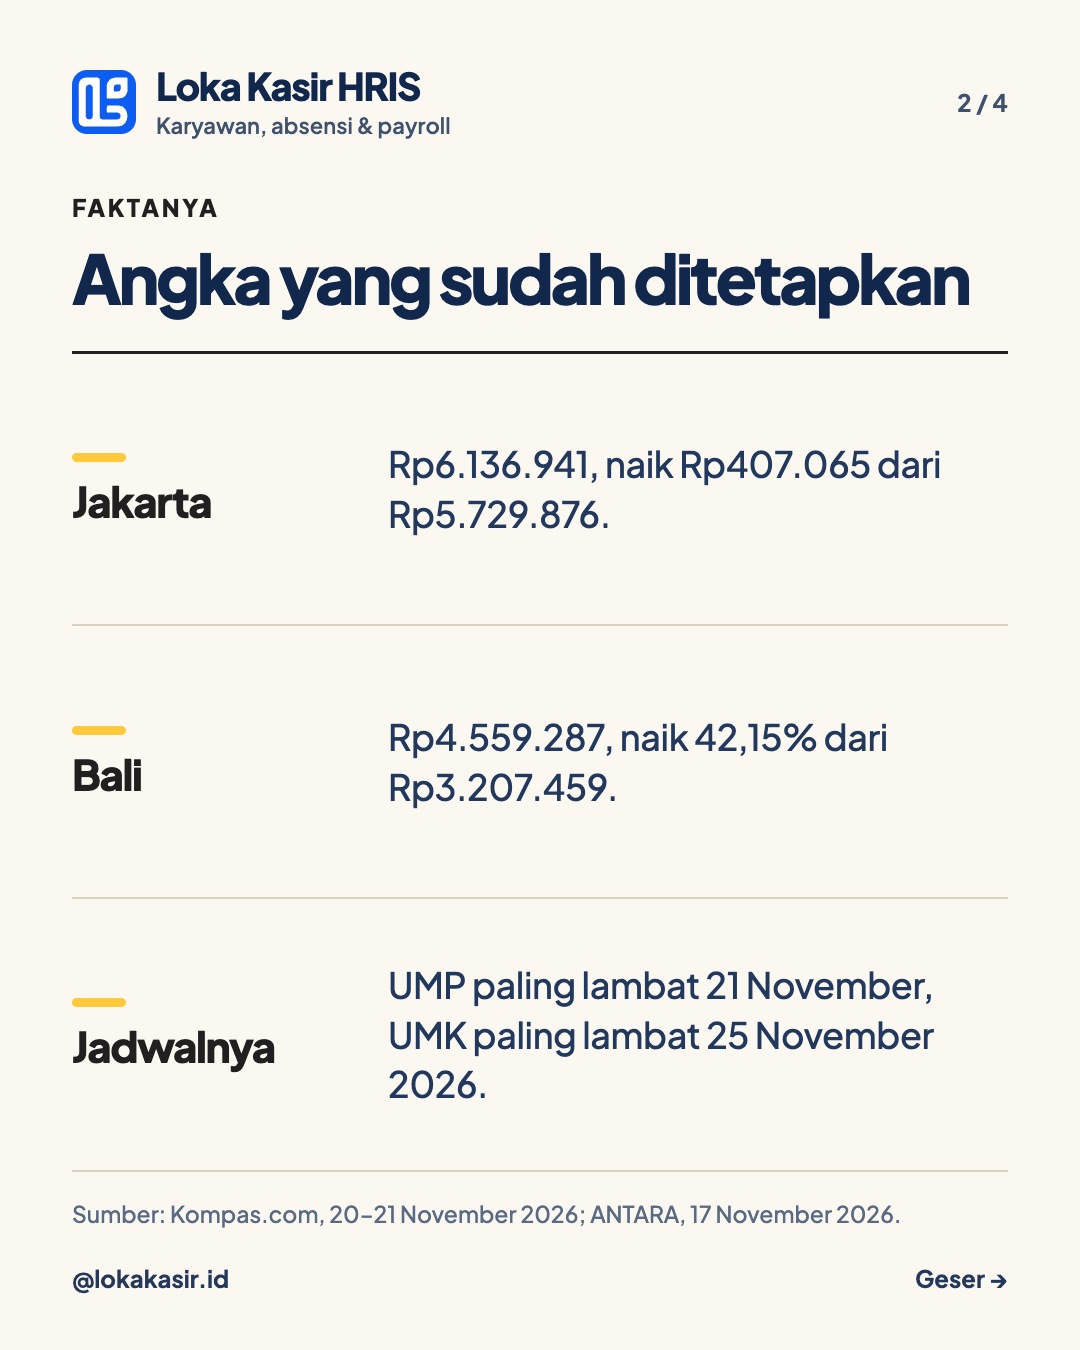 Loka Kasir HRIS
Karyawan, absensi & payroll
2 / 4
FAKTANYA
Angka yang sudah ditetapkan
Jakarta
Rp6.136.941, naik Rp407.065 dari
Rp5.729.876.
Bali
Rp4.559.287, naik 42,15% dari
Rp3.207.459.
Jadwalnya
UMP paling lambat 21 November,
UMK paling lambat 25 November
2026.
Sumber: Kompas.com, 20–21 November 2026; ANTARA, 17 November 2026.
@lokakasir.id
Geser →